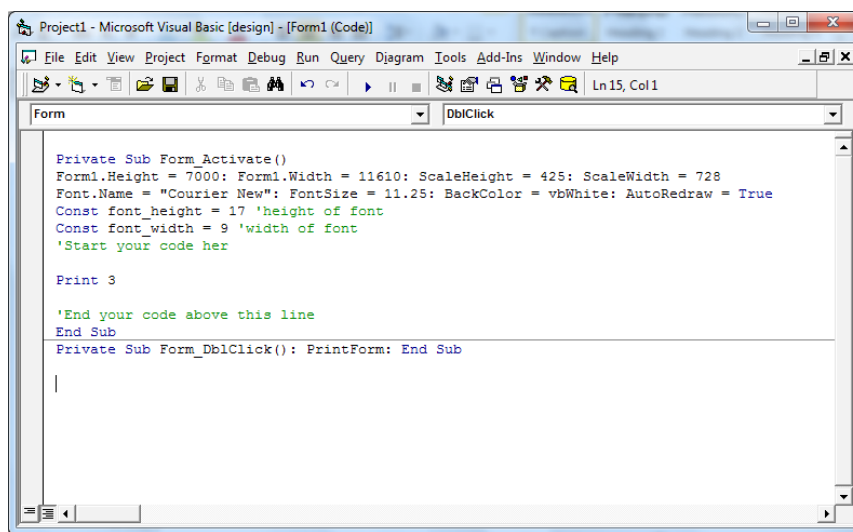 Project1 - Microsoft Visual Basic [design] - [Form1 (Code)]
File Edit View Project Format Debug Run Query Diagram Tools Add-Ins Window Help
Ln 15, Col 1
Form DblClick
Private Sub Form_Activate()
Form1.Height = 7000: Form1.Width = 11610: ScaleHeight = 425: ScaleWidth = 728
Font.Name = "Courier New": FontSize = 11.25: BackColor = vbWhite: AutoRedraw = True
Const font_height = 17 'height of font
Const font_width = 9 'width of font
'Start your code her
Print 3
'End your code above this line
End Sub
Private Sub Form_DblClick(): PrintForm: End Sub